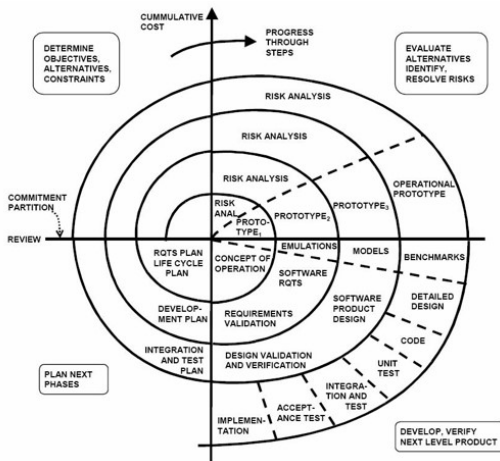 CUMMULATIVE
COST
PROGRESS
THROUGH
STEPS
DETERMINE
OBJECTIVES,
ALTERNATIVES,
CONSTRAINTS
EVALUATE
ALTERNATIVES
IDENTIFY,
RESOLVE RISKS
RISK ANALYSIS
RISK ANALYSIS
RISK ANALYSIS
RISK
ANAL.
PROTO-
TYPE1
PROTOTYPE2
PROTOTYPE3
OPERATIONAL
PROTOTYPE
COMMITMENT
PARTITION
REVIEW
RQTS PLAN
LIFE CYCLE
PLAN
CONCEPT OF
OPERATION
EMULATIONS
MODELS
BENCHMARKS
SOFTWARE
RQTS
DETAILED
DESIGN
DEVELOP-
MENT PLAN
REQUIREMENTS
VALIDATION
SOFTWARE
PRODUCT
DESIGN
CODE
INTEGRATION
AND TEST
PLAN
DESIGN VALIDATION
AND VERIFICATION
UNIT
TEST
INTEGRA-
TION AND
TEST
ACCEPT-
ANCE TEST
IMPLEMEN-
TATION
PLAN NEXT
PHASES
DEVELOP, VERIFY
NEXT LEVEL PRODUCT